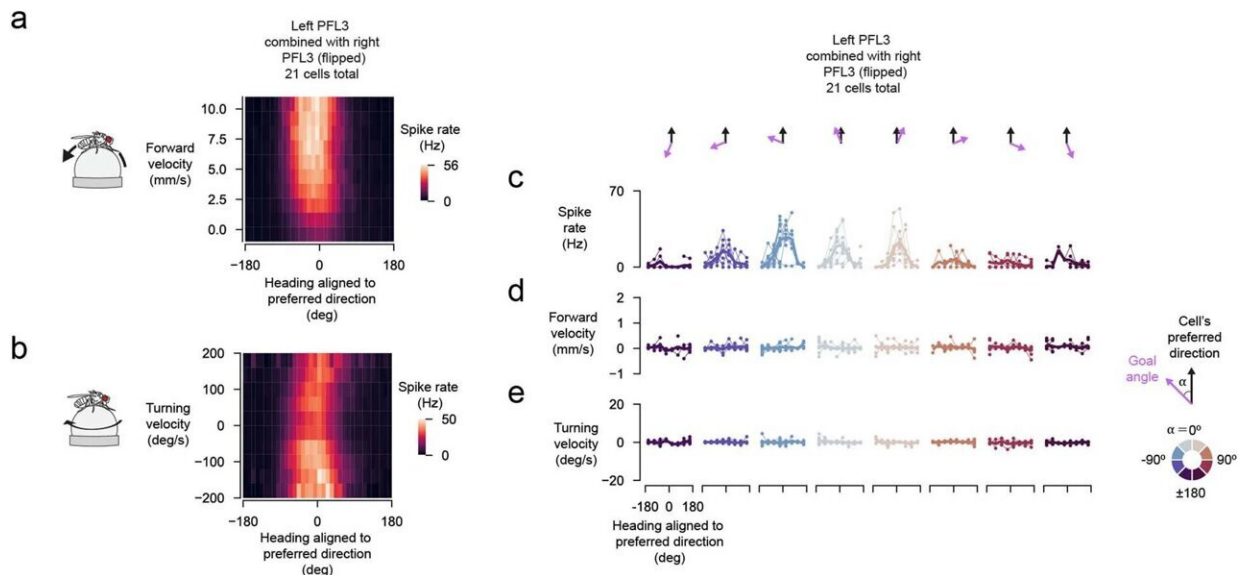 a
Left PFL3
combined with right
PFL3 (flipped)
21 cells total
Forward
velocity
(mm/s)
10.0
7.5
5.0
2.5
0.0
−180
0
180
Heading aligned to
preferred direction
(deg)
Spike rate
(Hz)
56
0
b
Turning
velocity
(deg/s)
200
100
0
−100
−200
−180
0
180
Heading aligned to
preferred direction
(deg)
Spike rate
(Hz)
50
0
Left PFL3
combined with right
PFL3 (flipped)
21 cells total
c
Spike
rate
(Hz)
70
0
d
Forward
velocity
(mm/s)
2
1
0
−1
e
Turning
velocity
(deg/s)
20
0
−20
-180 0 180
Heading aligned to
preferred direction
(deg)
Cell's
preferred
direction
Goal
angle
α
α=0º
-90º
90º
±180